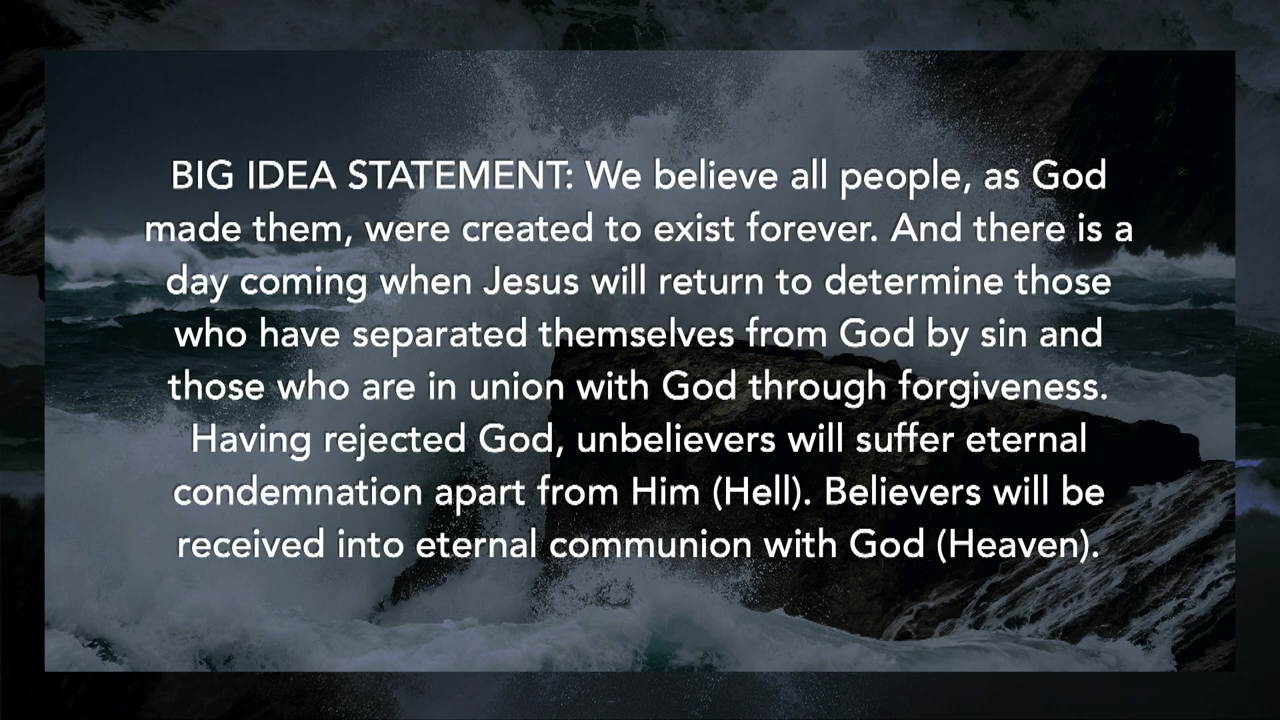 BIG IDEA STATEMENT: We believe all people, as God
made them, were created to exist forever. And there is a
day coming when Jesus will return to determine those
who have separated themselves from God by sin and
those who are in union with God through forgiveness.
Having rejected God, unbelievers will suffer eternal
condemnation apart from Him (Hell). Believers will be
received into eternal communion with God (Heaven).